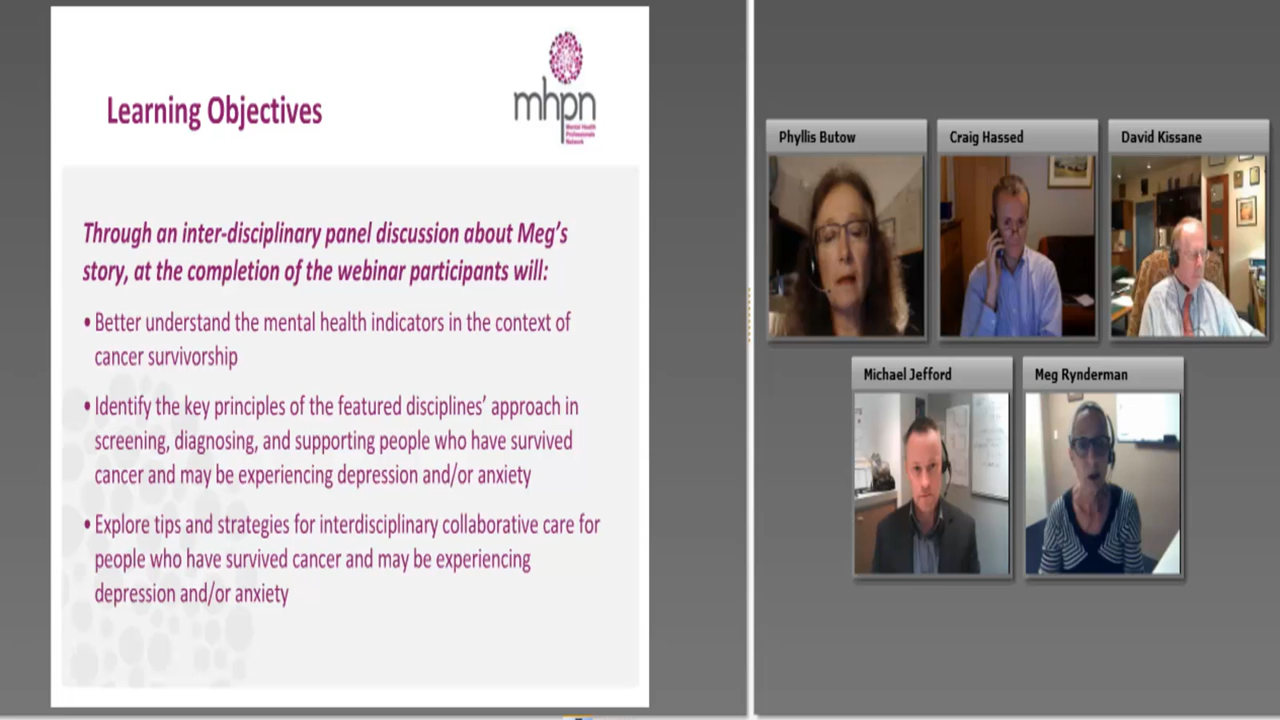 Learning Objectives
mhpn
Mental Health
Professionals
Network
Through an inter-disciplinary panel discussion about Meg's
story, at the completion of the webinar participants will:
• Better understand the mental health indicators in the context of
cancer survivorship
• Identify the key principles of the featured disciplines' approach in
screening, diagnosing, and supporting people who have survived
cancer and may be experiencing depression and/or anxiety
• Explore tips and strategies for interdisciplinary collaborative care for
people who have survived cancer and may be experiencing
depression and/or anxiety
Phyllis Butow
Craig Hassed
David Kissane
Michael Jefford
Meg Rynderman